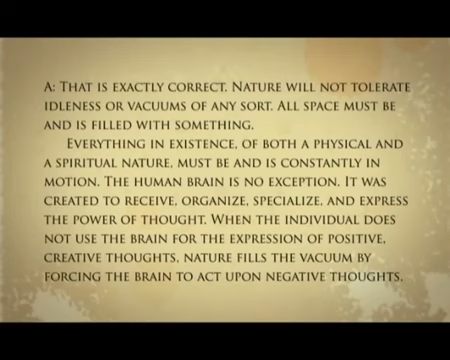 A: That is exactly correct. Nature will not tolerate
idleness or vacuums of any sort. All space must be
and is filled with something.
Everything in existence, of both a physical and
a spiritual nature, must be and is constantly in
motion. The human brain is no exception. It was
created to receive, organize, specialize, and express
the power of thought. When the individual does
not use the brain for the expression of positive,
creative thoughts, nature fills the vacuum by
forcing the brain to act upon negative thoughts.